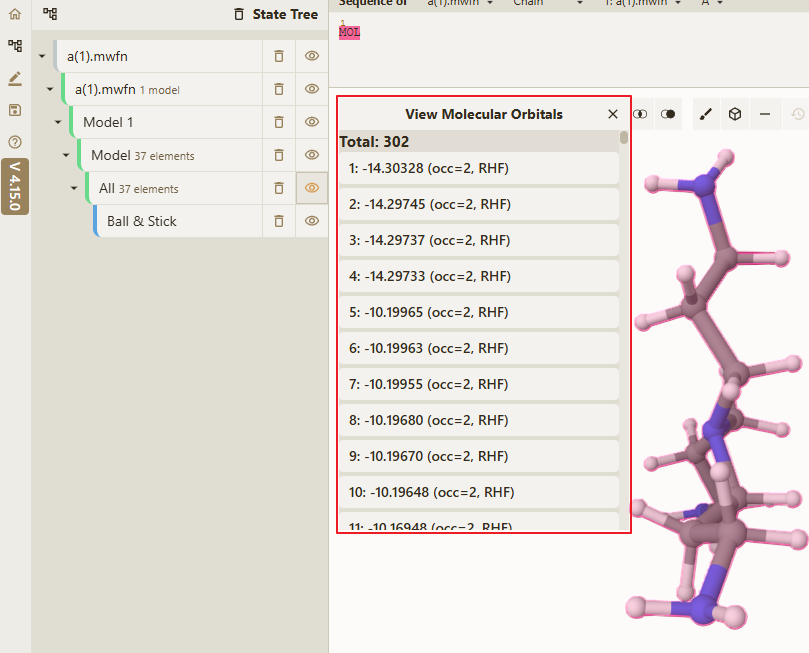 State Tree
Sequence of a(1).mwfn Chain 1: a(1).mwfn A
1
MOL
a(1).mwfn
a(1).mwfn 1 model
Model 1
Model 37 elements
All 37 elements
Ball & Stick
V 4.15.0
View Molecular Orbitals
Total: 302
1: -14.30328 (occ=2, RHF)
2: -14.29745 (occ=2, RHF)
3: -14.29737 (occ=2, RHF)
4: -14.29733 (occ=2, RHF)
5: -10.19965 (occ=2, RHF)
6: -10.19963 (occ=2, RHF)
7: -10.19955 (occ=2, RHF)
8: -10.19680 (occ=2, RHF)
9: -10.19670 (occ=2, RHF)
10: -10.19648 (occ=2, RHF)
11: -10.16948 (occ=2, RHF)